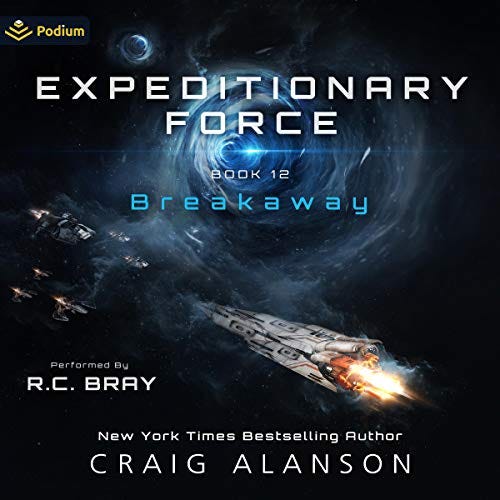 Podium
EXPEDITIONARY
FORCE
BOOK 12
Breakaway
Performed By
R.C. BRAY
New York Times Bestselling Author
CRAIG ALANSON